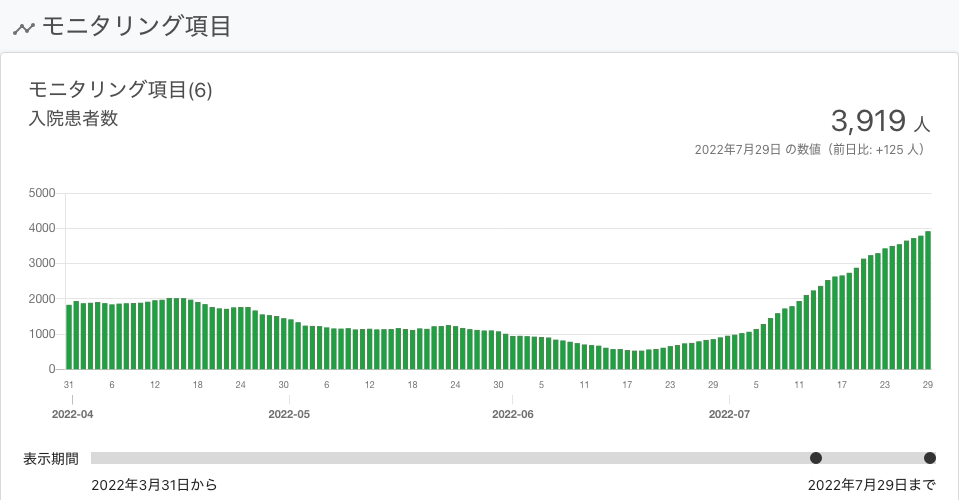 モニタリング項目
モニタリング項目(6)
入院患者数
3,919 人
2022年7月29日 の数値（前日比: +125 人）
5000
4000
3000
2000
1000
0
31 6 12 18 24 30 6 12 18 24 30 5 11 17 23 29 5 11 17 23 29
2022-04 2022-05 2022-06 2022-07
表示期間
2022年3月31日から 2022年7月29日まで